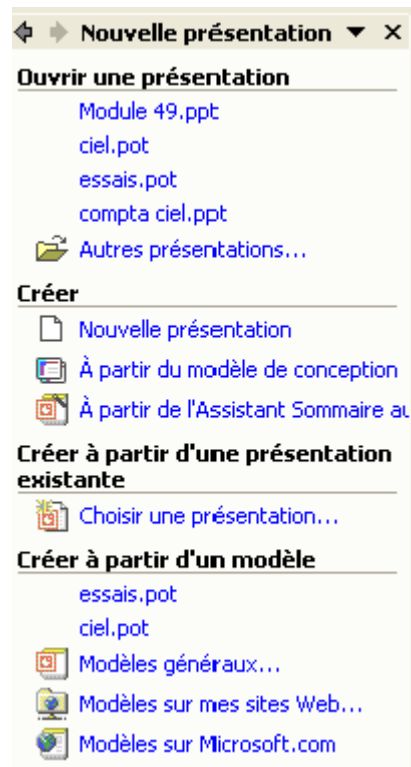 Nouvelle présentation
Ouvrir une présentation
Module 49.ppt
ciel.pot
essais.pot
compta ciel.ppt
Autres présentations...
Créer
Nouvelle présentation
À partir du modèle de conception
À partir de l'Assistant Sommaire au
Créer à partir d'une présentation
existante
Choisir une présentation...
Créer à partir d'un modèle
essais.pot
ciel.pot
Modèles généraux...
Modèles sur mes sites Web...
Modèles sur Microsoft.com